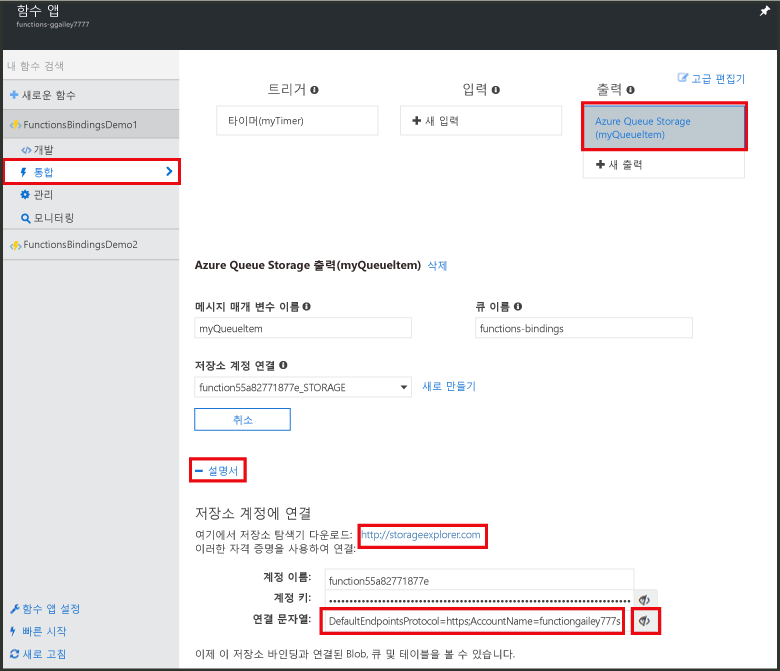 함수 앱
functions-ggailey7777
내 함수 검색
새로운 함수
FunctionsBindingsDemo1
개발
통합
관리
모니터링
FunctionsBindingsDemo2
함수 앱 설정
빠른 시작
새로 고침
고급 편집기
트리거
입력
출력
타이머(myTimer)
새 입력
Azure Queue Storage
(myQueueItem)
새 출력
Azure Queue Storage 출력(myQueueItem) 삭제
메시지 매개 변수 이름
큐 이름
myQueueItem
functions-bindings
저장소 계정 연결
function55a82771877e_STORAGE
새로 만들기
취소
설명서
저장소 계정에 연결
여기에서 저장소 탐색기 다운로드: http://storageexplorer.com
이러한 자격 증명을 사용하여 연결:
계정 이름: function55a82771877e
계정 키:
연결 문자열: DefaultEndpointsProtocol=https;AccountName=functiongailey777s
이제 이 저장소 바인딩과 연결된 Blob, 큐 및 테이블을 볼 수 있습니다.